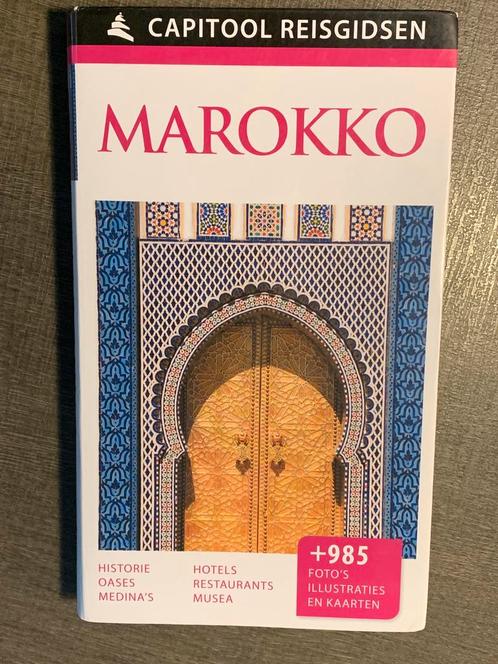 CAPITOOL REISGIDSEN
MAROKKO
HISTORIE
OASES
MEDINA'S
HOTELS
RESTAURANTS
MUSEA
+985
FOTO'S
ILLUSTRATIES
EN KAARTEN